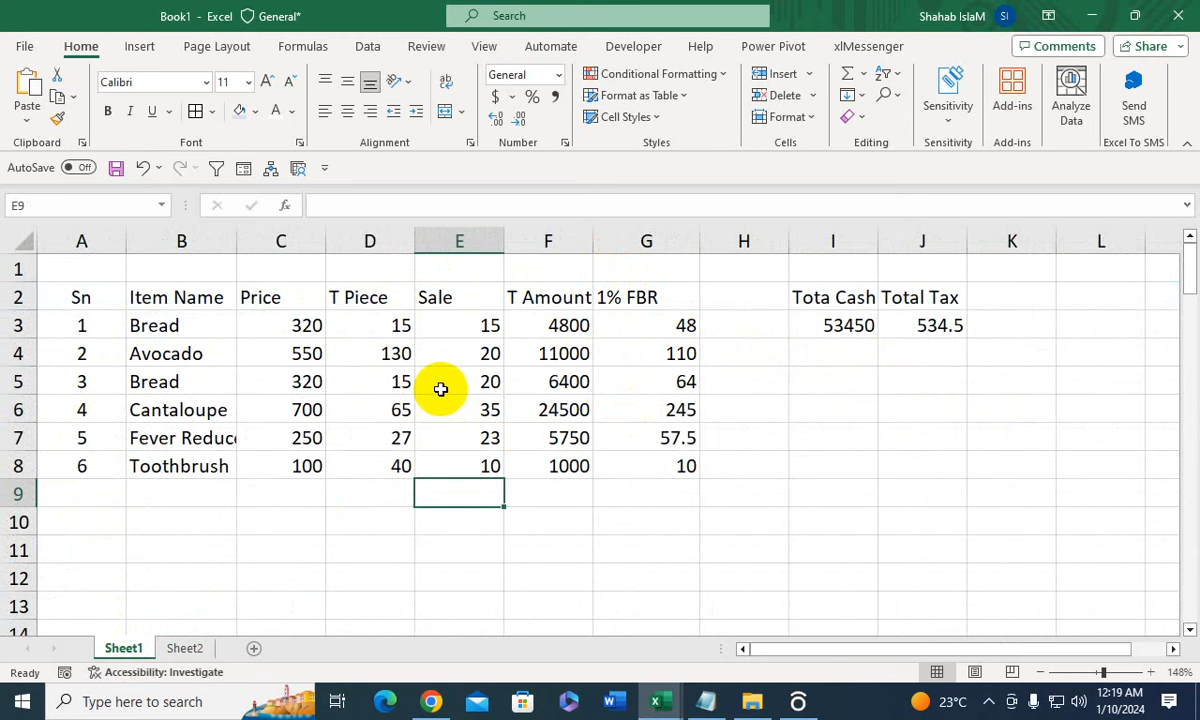 Book1 - Excel General* Search Shahab IslaM SI
File Home Insert Page Layout Formulas Data Review View Automate Developer Help Power Pivot xlMessenger Comments Share
Paste Calibri 11 B I U A ab General $ % , Conditional Formatting Format as Table Cell Styles Insert Delete Format Sensitivity Add-ins Analyze Data Send SMS
Clipboard Font Alignment Number Styles Cells Editing Sensitivity Add-ins Excel To SMS
AutoSave Off
E9 fx
A B C D E F G H I J K L
1
2 Sn Item Name Price T Piece Sale T Amount 1% FBR Tota Cash Total Tax
3 1 Bread 320 15 15 4800 48 53450 534.5
4 2 Avocado 550 130 20 11000 110
5 3 Bread 320 15 20 6400 64
6 4 Cantaloupe 700 65 35 24500 245
7 5 Fever Reduc 250 27 23 5750 57.5
8 6 Toothbrush 100 40 10 1000 10
9
10
11
12
13
14
Sheet1 Sheet2
Ready Accessibility: Investigate 148%
Type here to search 23°C 12:19 AM
1/10/2024